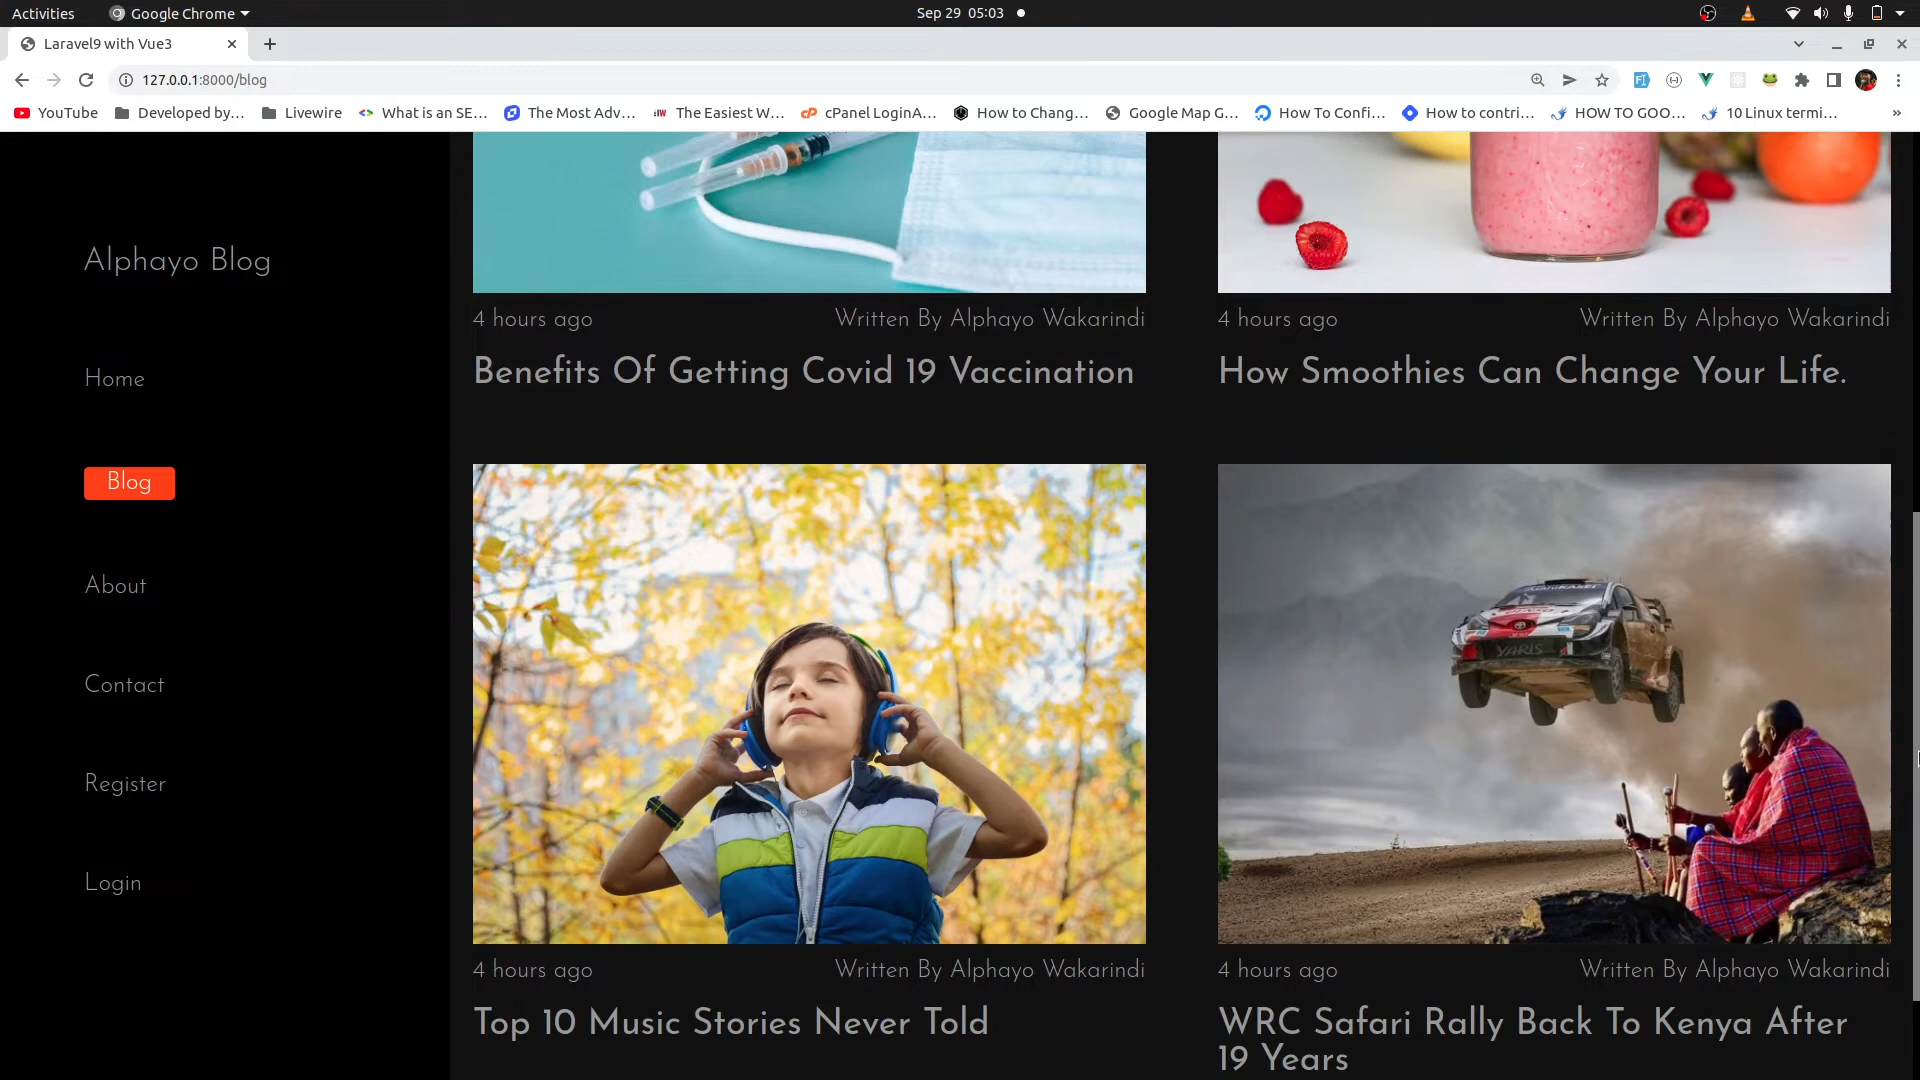 Activities
Google Chrome
Sep 29 05:03
Laravel9 with Vue3
127.0.0.1:8000/blog
YouTube
Developed by…
Livewire
What is an SE…
The Most Adv…
The Easiest W…
cPanel LoginA…
How to Chang…
Google Map G…
How To Confi…
How to contri…
HOW TO GOO…
10 Linux termi…
»
Alphayo Blog
Home
Blog
About
Contact
Register
Login
4 hours ago
Written By Alphayo Wakarindi
Benefits Of Getting Covid 19 Vaccination
4 hours ago
Written By Alphayo Wakarindi
How Smoothies Can Change Your Life.
YARIS
4 hours ago
Written By Alphayo Wakarindi
Top 10 Music Stories Never Told
4 hours ago
Written By Alphayo Wakarindi
WRC Safari Rally Back To Kenya After
19 Years